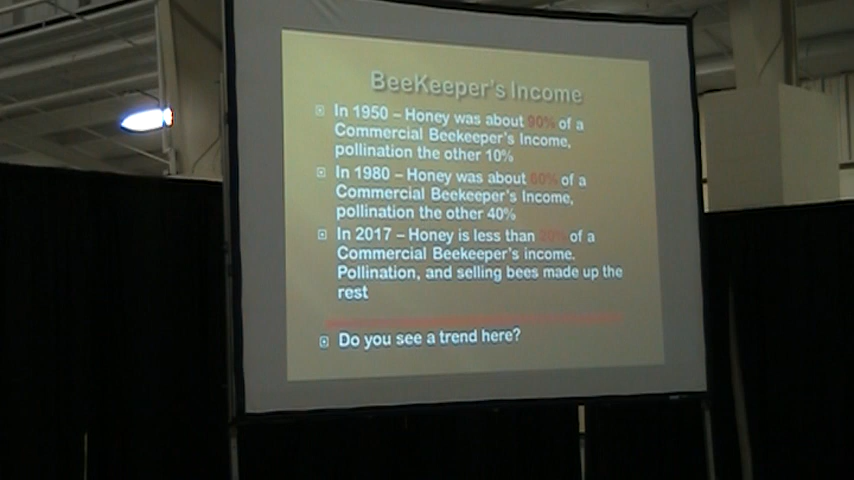 BeeKeeper's Income
In 1950 – Honey was about 90% of a
Commercial Beekeeper's Income,
pollination the other 10%
In 1980 – Honey was about 60% of a
Commercial Beekeeper's Income,
pollination the other 40%
In 2017 – Honey is less than of a
Commercial Beekeeper's income.
Pollination, and selling bees made up the
rest
Do you see a trend here?